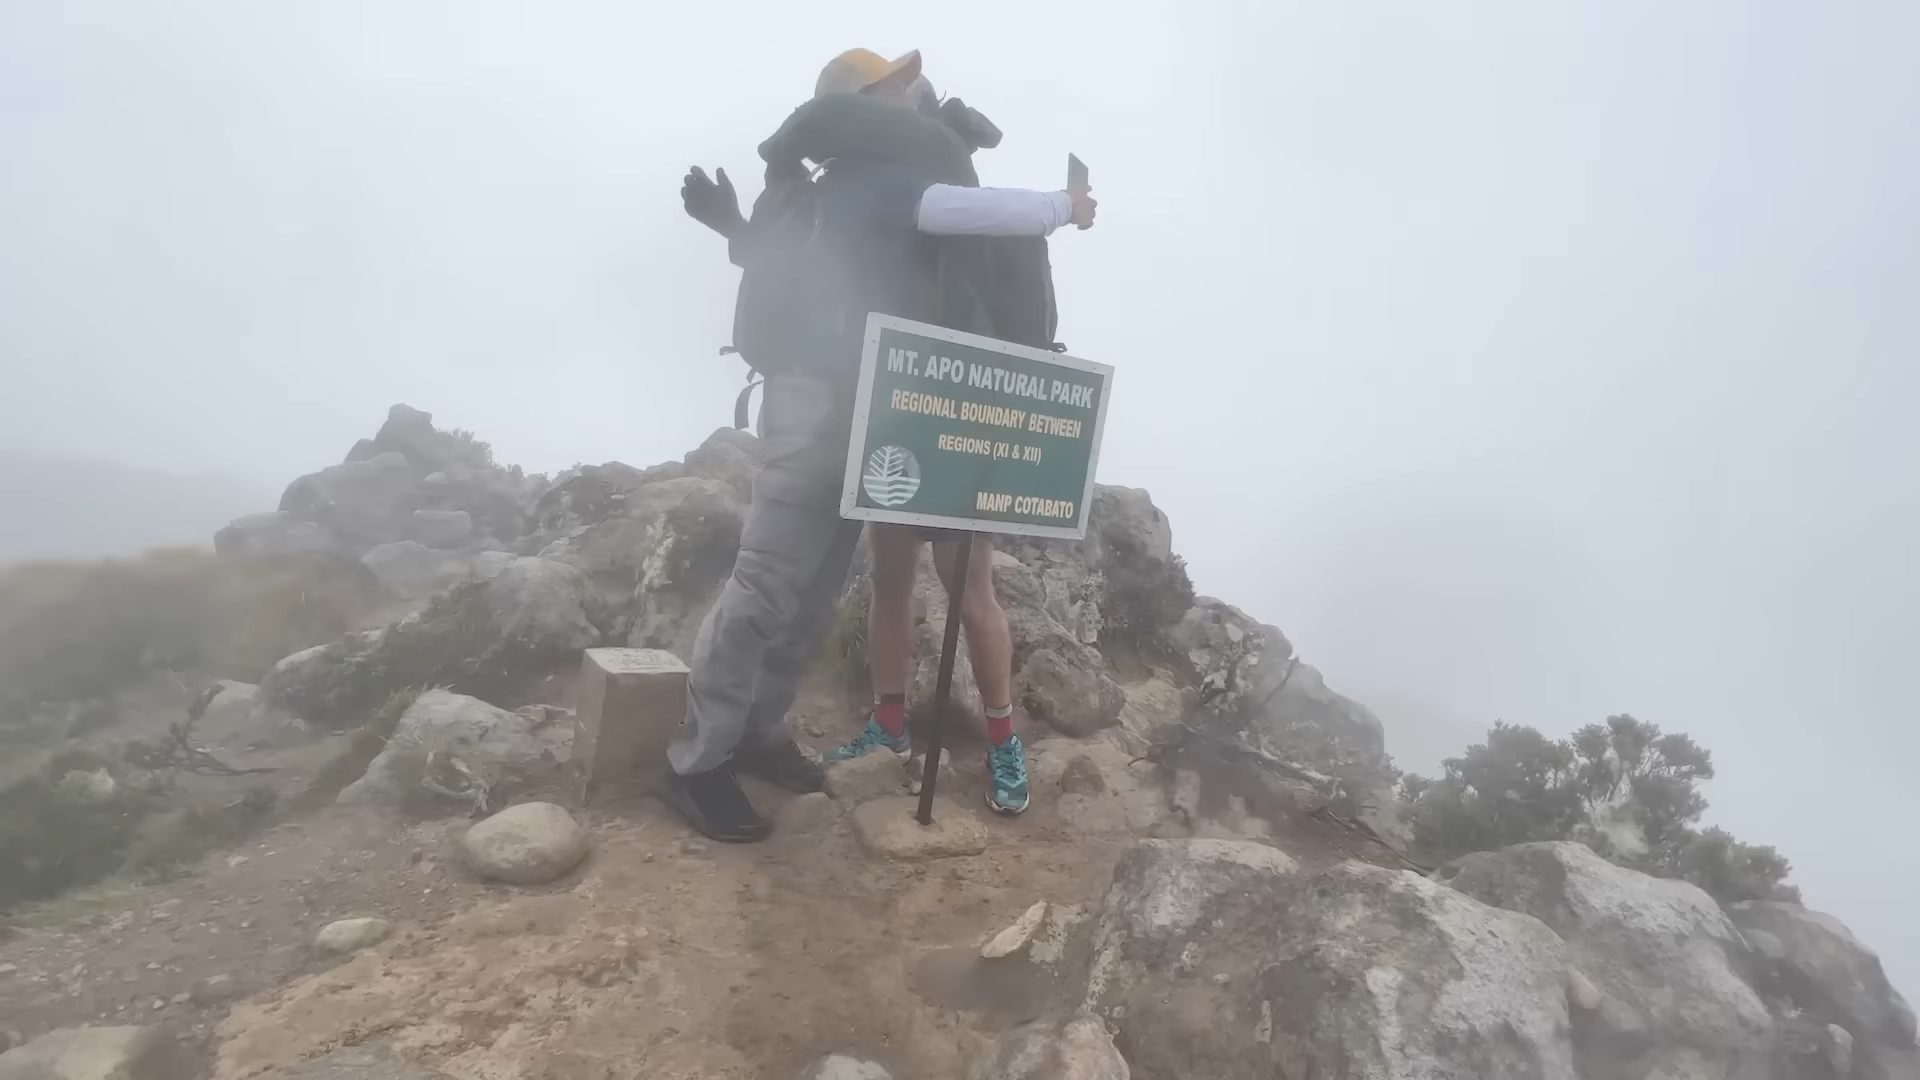 MT. APO NATURAL PARK
REGIONAL BOUNDARY BETWEEN
REGIONS (XI & XII)
MANP COTABATO